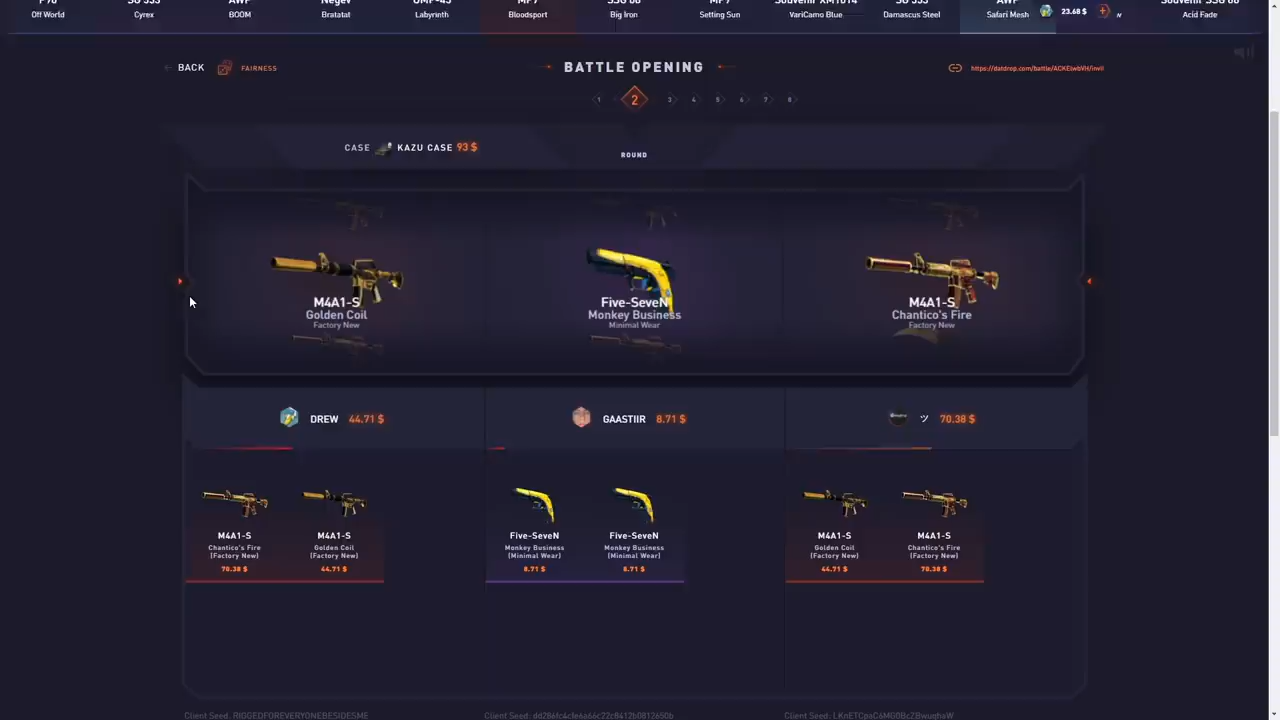 Off World
Cyrex
BOOM
Bratatat
Labyrinth
Bloodsport
Big Iron
Setting Sun
VariCamo Blue
Damascus Steel
Safari Mesh
23.68 $
Acid Fade
BACK
FAIRNESS
BATTLE OPENING
1
2
3
4
5
6
7
8
CASE KAZU CASE 93 $
ROUND
M4A1-S
Golden Coil
Factory New
Five-SeveN
Monkey Business
Minimal Wear
M4A1-S
Chantico's Fire
Factory New
DREW 44.71 $
GAASTIIR 8.71 $
ツ 70.38 $
M4A1-S
Chantico's Fire
(Factory New)
70.38 $
M4A1-S
Golden Coil
(Factory New)
44.71 $
Five-SeveN
Monkey Business
(Minimal Wear)
8.71 $
Five-SeveN
Monkey Business
(Minimal Wear)
8.71 $
M4A1-S
Golden Coil
(Factory New)
44.71 $
M4A1-S
Chantico's Fire
(Factory New)
70.38 $
Client Seed: RIGGEDFOREVERYONEBESIDESME
Client Seed:
Client Seed: